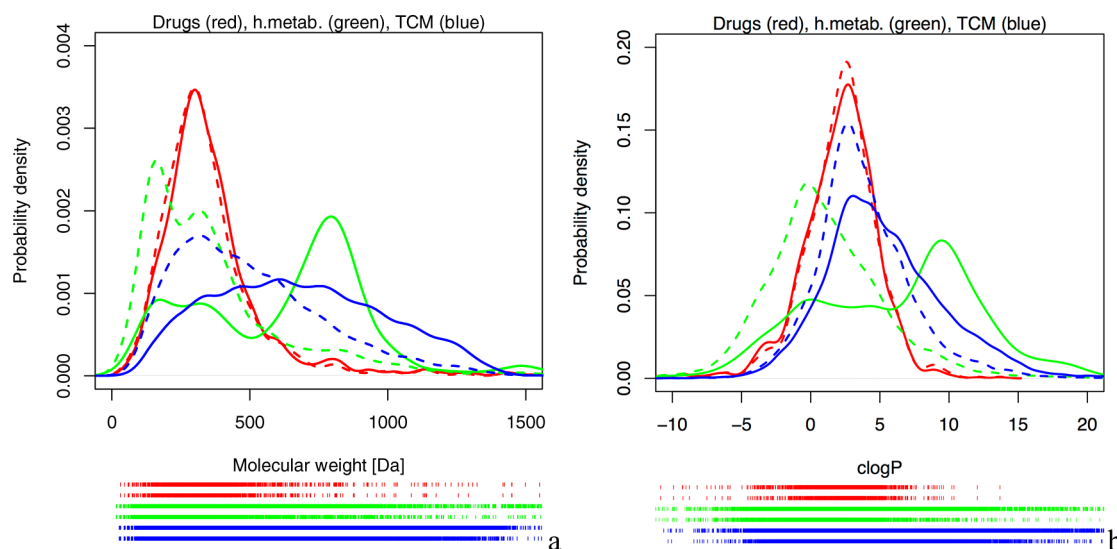 Drugs (red), h.metab. (green), TCM (blue)
Probability density
0.000
0.001
0.002
0.003
0.004
0
500
1000
1500
Molecular weight [Da]
a
Drugs (red), h.metab. (green), TCM (blue)
Probability density
0.00
0.05
0.10
0.15
0.20
−10
−5
0
5
10
15
20
clogP
b